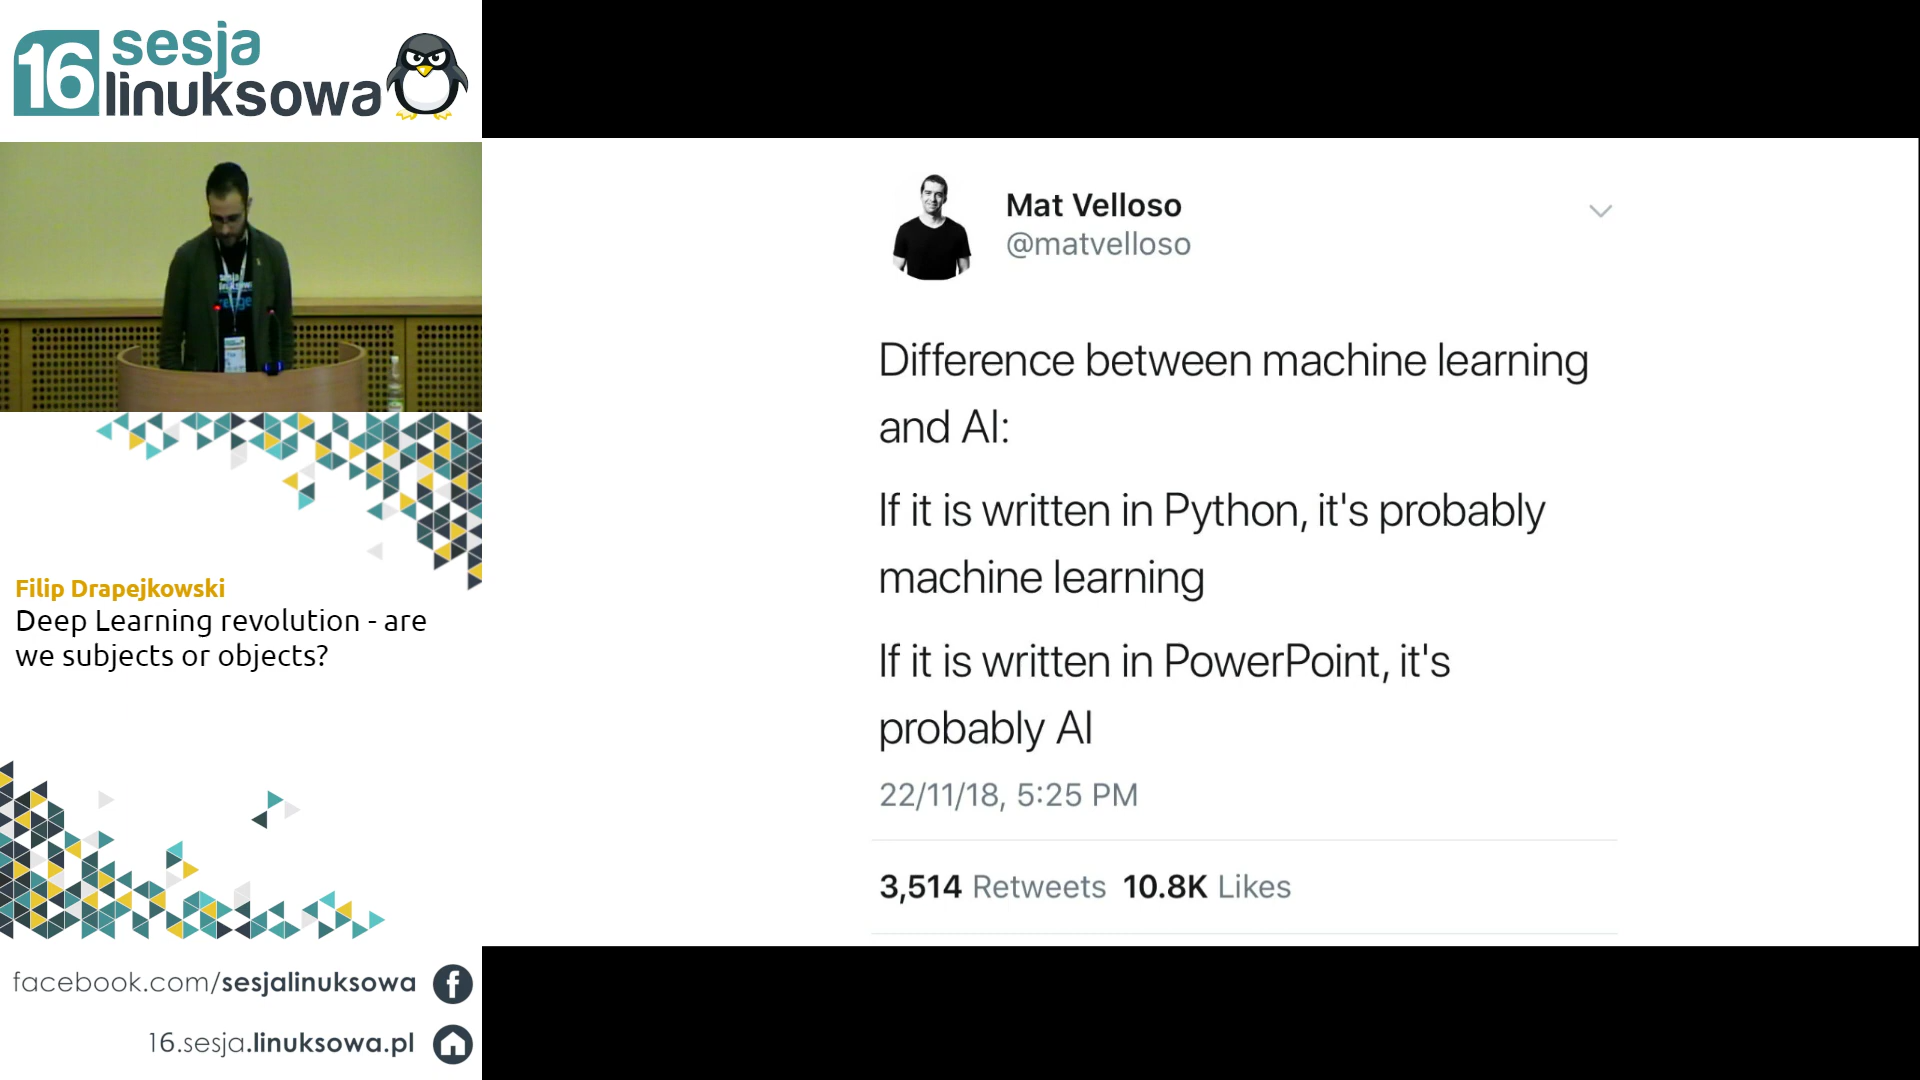 16 sesja
linuksowa
Filip Drapejkowski
Deep Learning revolution - are
we subjects or objects?
facebook.com/sesjalinuksowa
16.sesja.linuksowa.pl
Mat Velloso
@matvelloso
Difference between machine learning
and AI:
If it is written in Python, it's probably
machine learning
If it is written in PowerPoint, it's
probably AI
22/11/18, 5:25 PM
3,514 Retweets 10.8K Likes